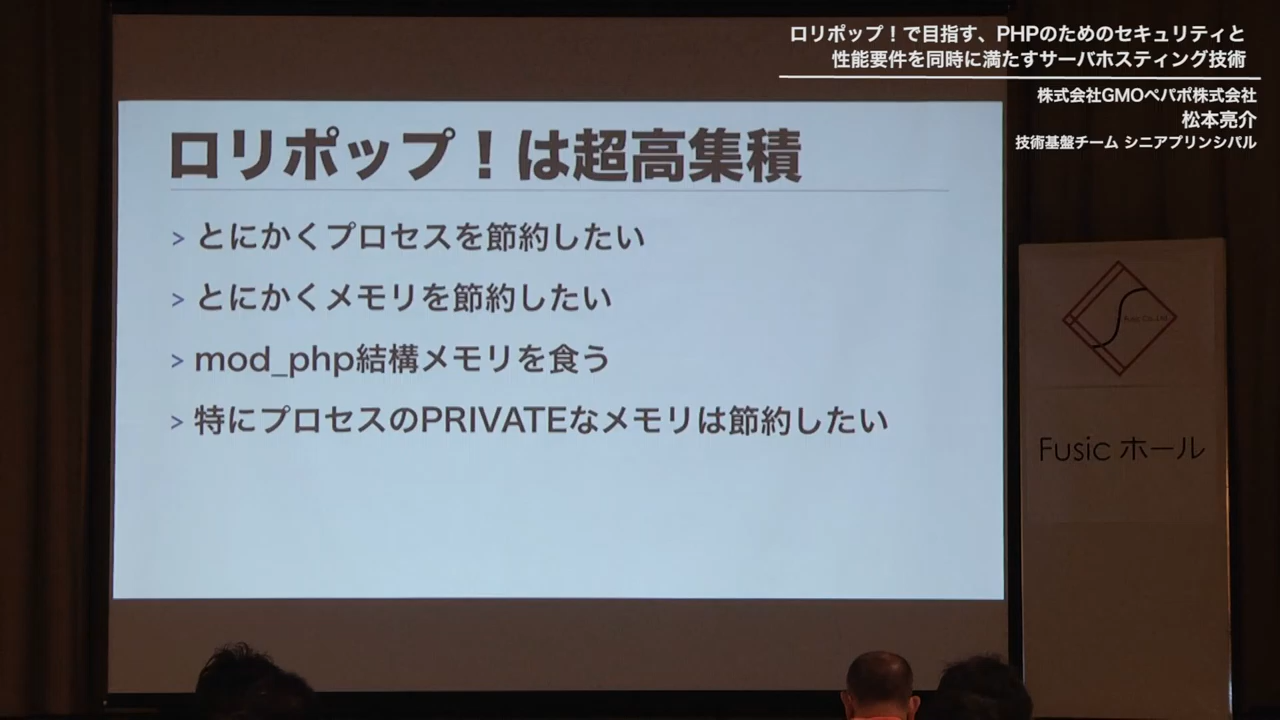 ロリポップ！で目指す、PHPのためのセキュリティと
性能要件を同時に満たすサーバホスティング技術
株式会社GMOペパボ株式会社
松本亮介
技術基盤チーム シニアプリンシパル
ロリポップ！は超高集積
> とにかくプロセスを節約したい
> とにかくメモリを節約したい
> mod_php結構メモリを食う
> 特にプロセスのPRIVATEなメモリは節約したい
Fusic Co.,Ltd.
Fusic ホール